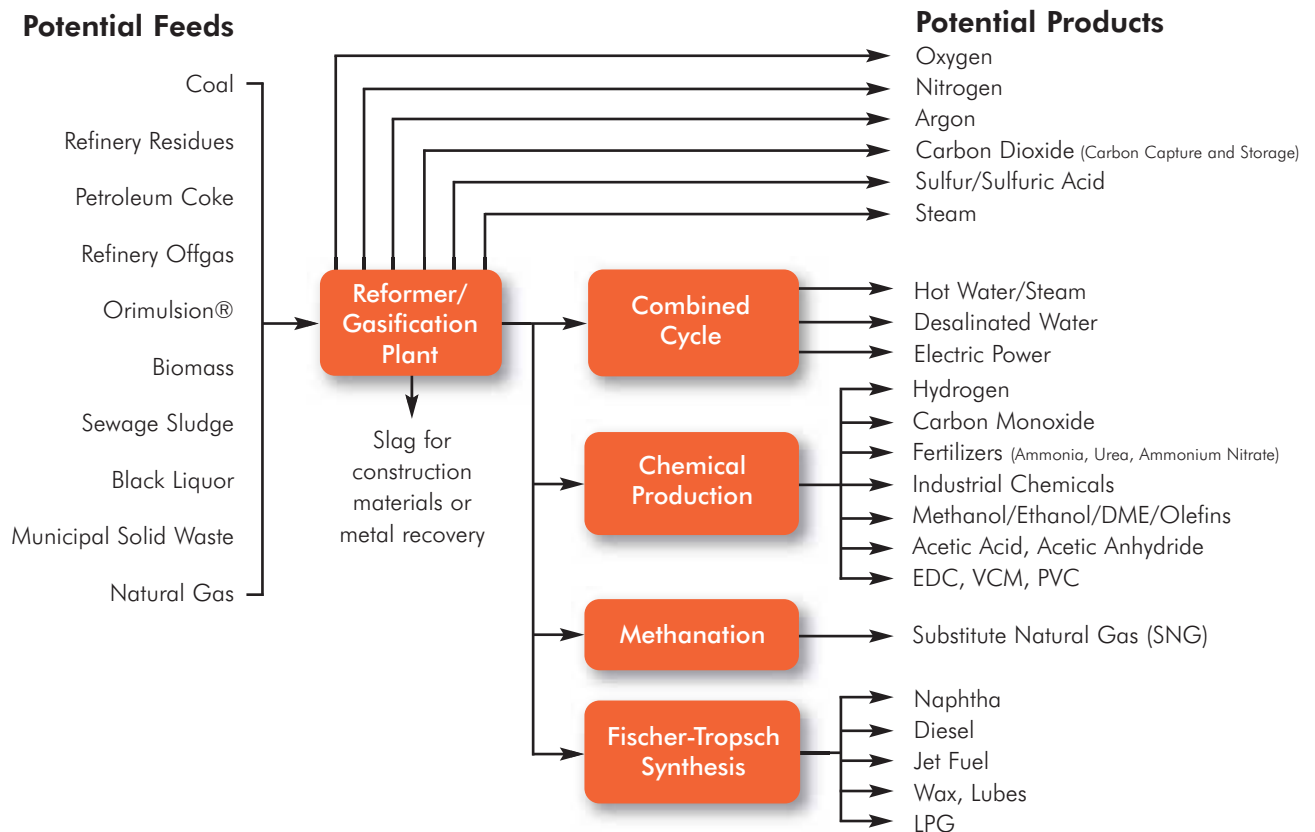 Potential Feeds
Coal
Refinery Residues
Petroleum Coke
Refinery Offgas
Orimulsion®
Biomass
Sewage Sludge
Black Liquor
Municipal Solid Waste
Natural Gas
Reformer/
Gasification
Plant
Slag for
construction
materials or
metal recovery
Combined
Cycle
Chemical
Production
Methanation
Fischer-Tropsch
Synthesis
Potential Products
Oxygen
Nitrogen
Argon
Carbon Dioxide (Carbon Capture and Storage)
Sulfur/Sulfuric Acid
Steam
Hot Water/Steam
Desalinated Water
Electric Power
Hydrogen
Carbon Monoxide
Fertilizers (Ammonia, Urea, Ammonium Nitrate)
Industrial Chemicals
Methanol/Ethanol/DME/Olefins
Acetic Acid, Acetic Anhydride
EDC, VCM, PVC
Substitute Natural Gas (SNG)
Naphtha
Diesel
Jet Fuel
Wax, Lubes
LPG